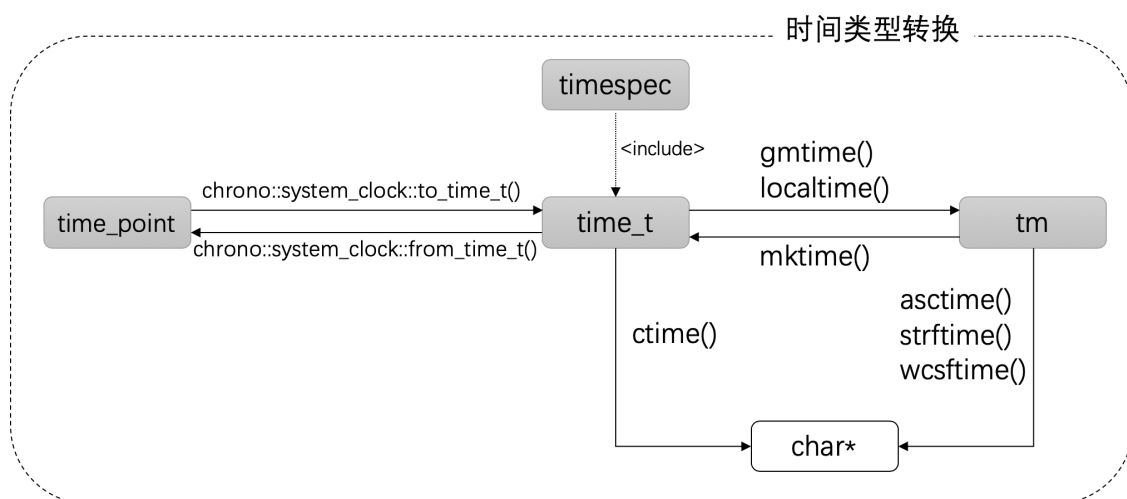 时间类型转换
timespec
<include>
gmtime()
localtime()
chrono::system_clock::to_time_t()
time_point
time_t
tm
chrono::system_clock::from_time_t()
mktime()
ctime()
asctime()
strftime()
wcsftime()
char*